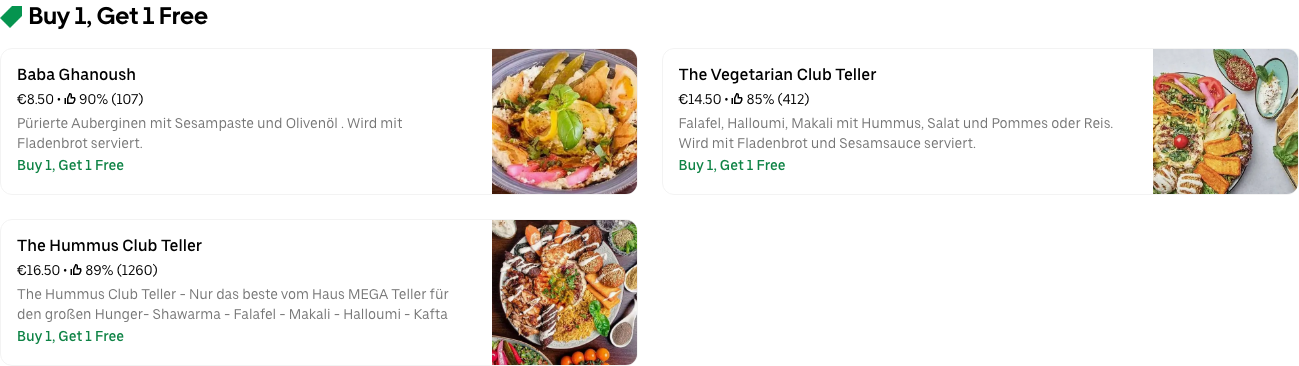 Buy 1, Get 1 Free
Baba Ghanoush
€8.50 • 90% (107)
Pürierte Auberginen mit Sesampaste und Olivenöl . Wird mit
Fladenbrot serviert.
Buy 1, Get 1 Free
The Vegetarian Club Teller
€14.50 • 85% (412)
Falafel, Halloumi, Makali mit Hummus, Salat und Pommes oder Reis.
Wird mit Fladenbrot und Sesamsauce serviert.
Buy 1, Get 1 Free
The Hummus Club Teller
€16.50 • 89% (1260)
The Hummus Club Teller - Nur das beste vom Haus MEGA Teller für
den großen Hunger- Shawarma - Falafel - Makali - Halloumi - Kafta
Buy 1, Get 1 Free